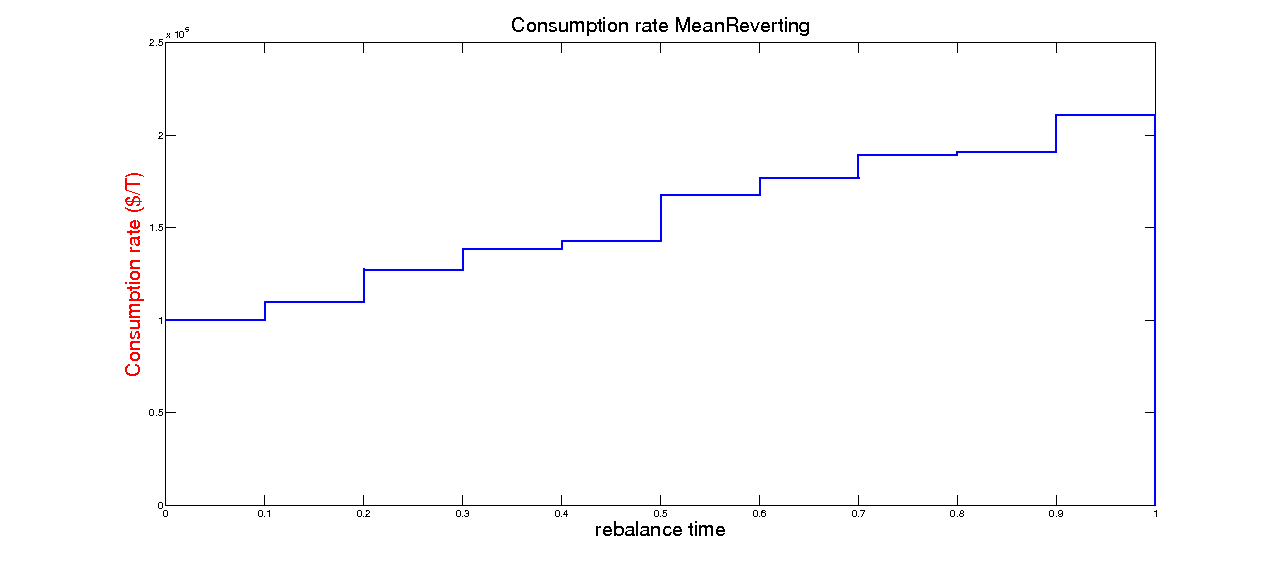 Consumption rate MeanReverting
x 10^5
2.5
2
1.5
1
0.5
0
Consumption rate ($/T)
0 0.1 0.2 0.3 0.4 0.5 0.6 0.7 0.8 0.9 1
rebalance time